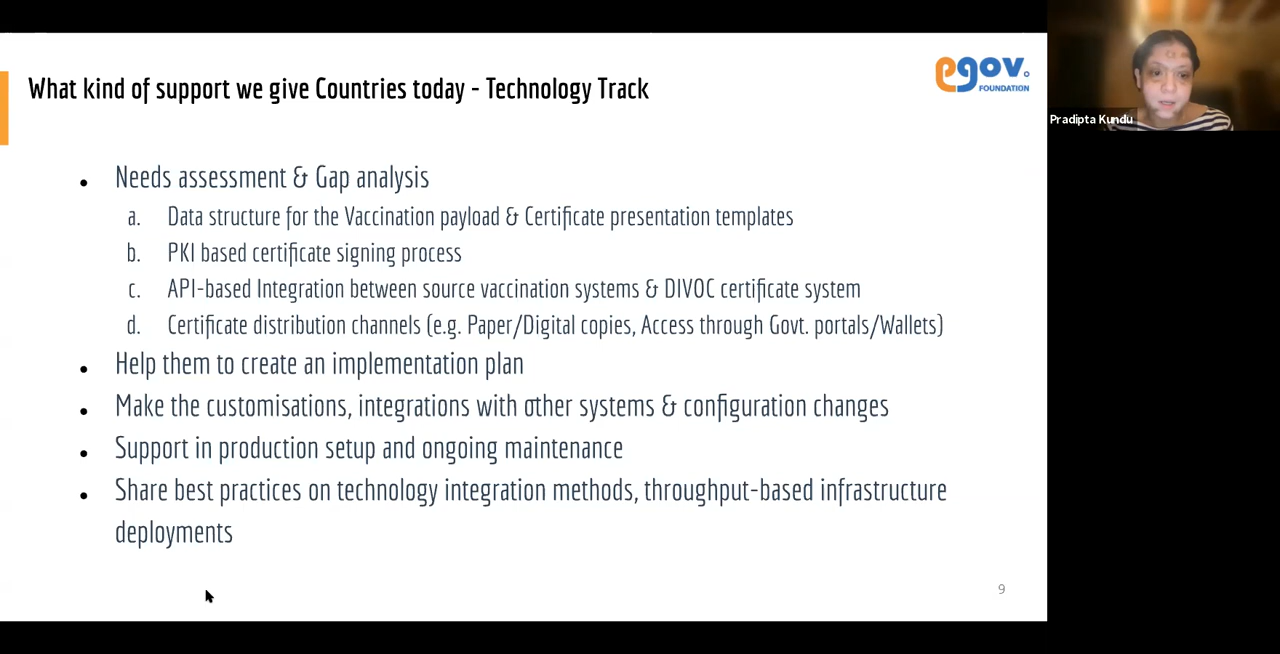 What kind of support we give Countries today - Technology Track
egov.
FOUNDATION
Pradipta Kundu
• Needs assessment & Gap analysis
a. Data structure for the Vaccination payload & Certificate presentation templates
b. PKI based certificate signing process
c. API-based Integration between source vaccination systems & DIVOC certificate system
d. Certificate distribution channels (e.g. Paper/Digital copies, Access through Govt. portals/Wallets)
• Help them to create an implementation plan
• Make the customisations, integrations with other systems & configuration changes
• Support in production setup and ongoing maintenance
• Share best practices on technology integration methods, throughput-based infrastructure
deployments
9